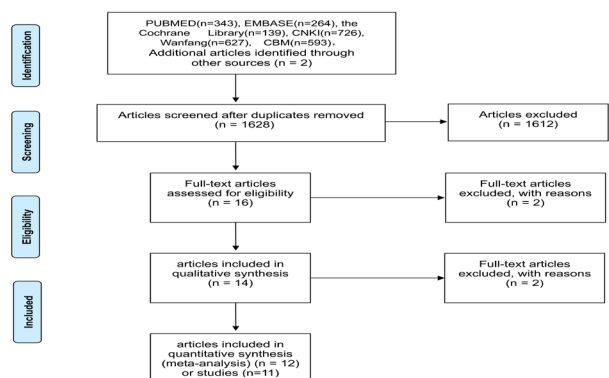 PUBMED(n=343), EMBASE(n=264), the
Cochrane Library(n=139), CNKI(n=726),
Wanfang(n=627), CBM(n=593),
Additional articles identified through
other sources (n = 2)
Identification
Articles screened after duplicates removed
(n = 1628)
Articles excluded
(n = 1612)
Screening
Full-text articles
assessed for eligibility
(n = 16)
Full-text articles
excluded, with reasons
(n = 2)
Eligibility
articles included in
qualitative synthesis
(n = 14)
Full-text articles
excluded, with reasons
(n = 2)
Included
articles included in
quantitative synthesis
(meta-analysis) (n = 12)
or studies (n=11)